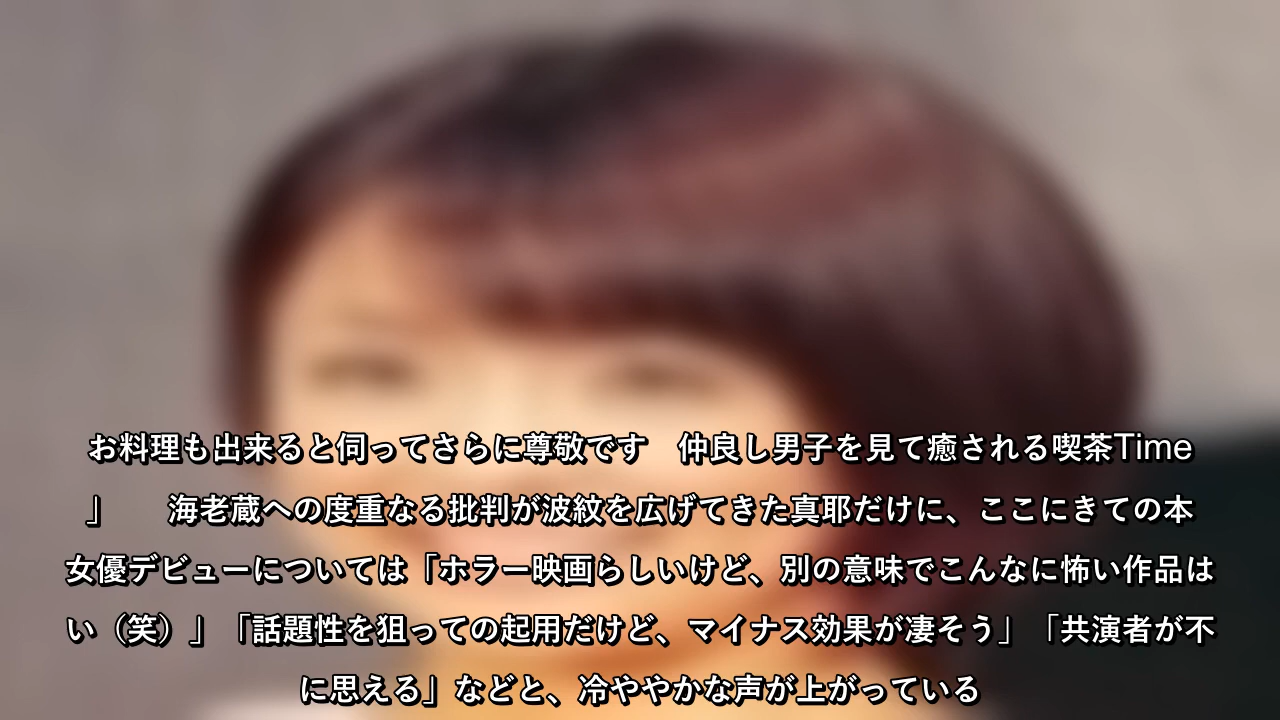 お料理も出来ると伺ってさらに尊敬です　仲良し男子を見て癒される喫茶Time
」　　海老蔵への度重なる批判が波紋を広げてきた真耶だけに、ここにきての本
女優デビューについては「ホラー映画らしいけど、別の意味でこんなに怖い作品は
い（笑）」「話題性を狙っての起用だけど、マイナス効果が凄そう」「共演者が不
に思える」などと、冷ややかな声が上がっている